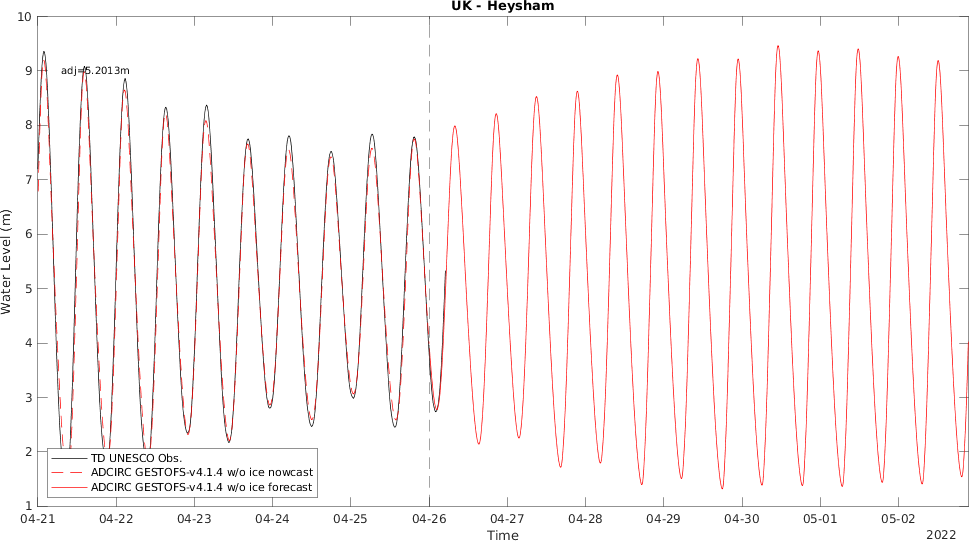 UK - Heysham
10
9
8
7
6
5
4
3
2
1
Water Level (m)
adj=5.2013m
TD UNESCO Obs.
ADCIRC GESTOFS-v4.1.4 w/o ice nowcast
ADCIRC GESTOFS-v4.1.4 w/o ice forecast
04-21 04-22 04-23 04-24 04-25 04-26 04-27 04-28 04-29 04-30 05-01 05-02
Time
2022